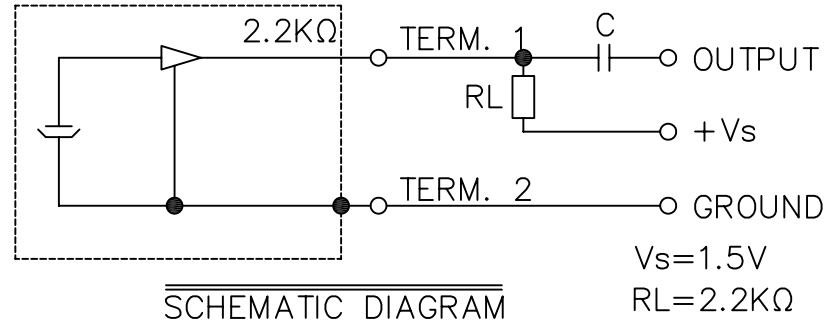 2.2KΩ
TERM. 1
C
OUTPUT
RL
+Vs
TERM. 2
GROUND
Vs=1.5V
RL=2.2KΩ
SCHEMATIC DIAGRAM